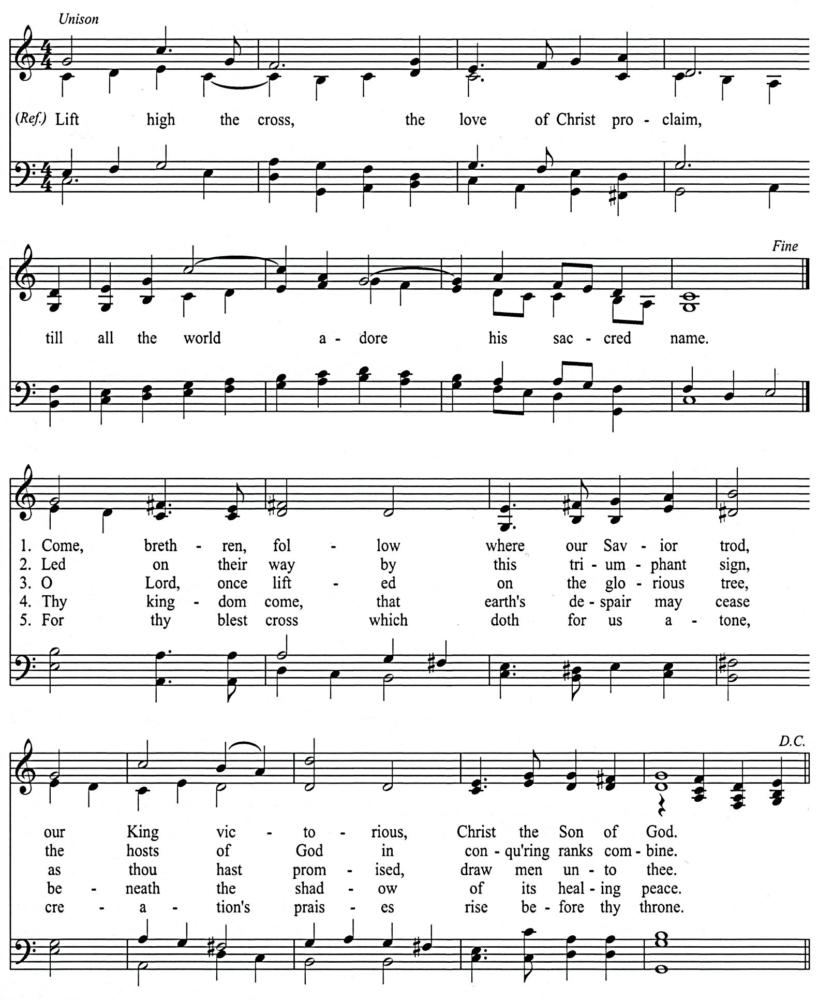 Unison
(Ref.) Lift high the cross, the love of Christ pro - claim,
Fine
till all the world a - dore his sac - cred name.
1. Come, breth - ren, fol - low where our Sav - ior trod,
2. Led on their way by this tri - um - phant sign,
3. O Lord, once lift - ed on the glo - rious tree,
4. Thy king - dom come, that earth's de - spair may cease
5. For thy blest cross which doth for us a - tone,
D.C.
our King vic - to - rious, Christ the Son of God.
the hosts of God in con - qu'ring ranks com - bine.
as thou hast prom - ised, draw men un - to thee.
be - neath the shad - ow of its heal - ing peace.
cre - a - tion's prais - es rise be - fore thy throne.